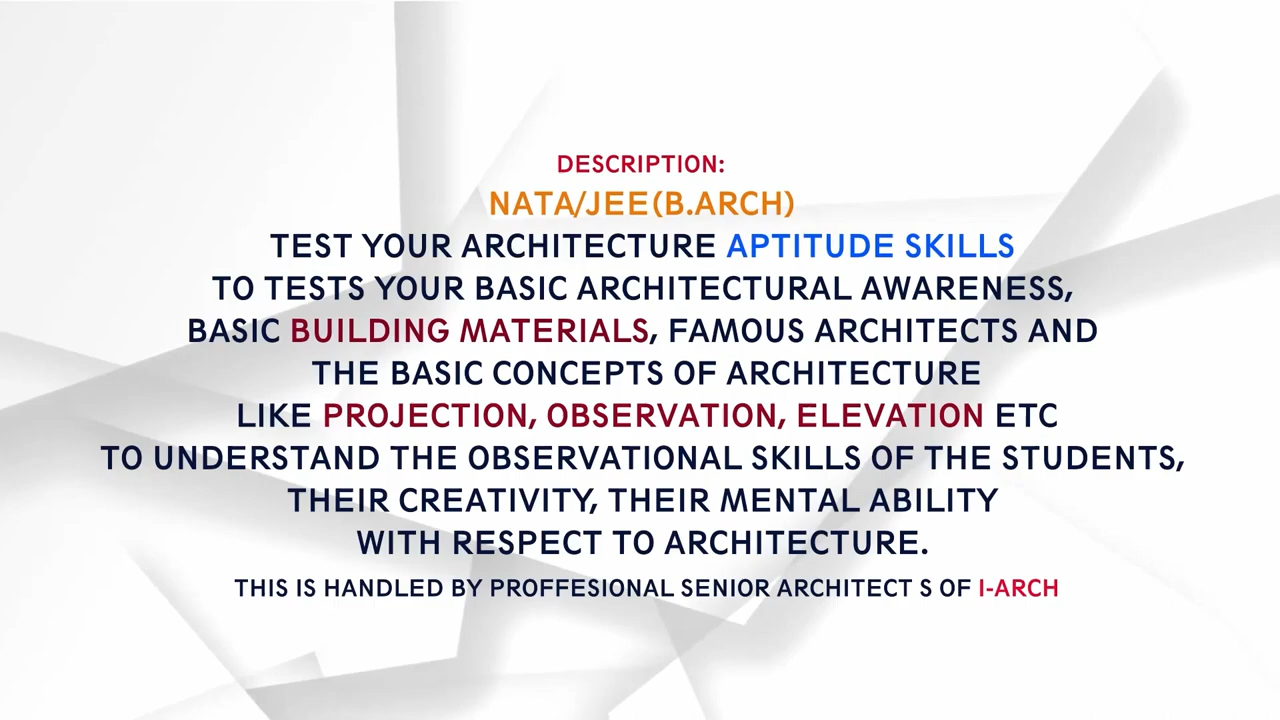 DESCRIPTION:
NATA/JEE(B.ARCH)
TEST YOUR ARCHITECTURE APTITUDE SKILLS
TO TESTS YOUR BASIC ARCHITECTURAL AWARENESS,
BASIC BUILDING MATERIALS, FAMOUS ARCHITECTS AND
THE BASIC CONCEPTS OF ARCHITECTURE
LIKE PROJECTION, OBSERVATION, ELEVATION ETC
TO UNDERSTAND THE OBSERVATIONAL SKILLS OF THE STUDENTS,
THEIR CREATIVITY, THEIR MENTAL ABILITY
WITH RESPECT TO ARCHITECTURE.
THIS IS HANDLED BY PROFFESIONAL SENIOR ARCHITECT S OF I-ARCH